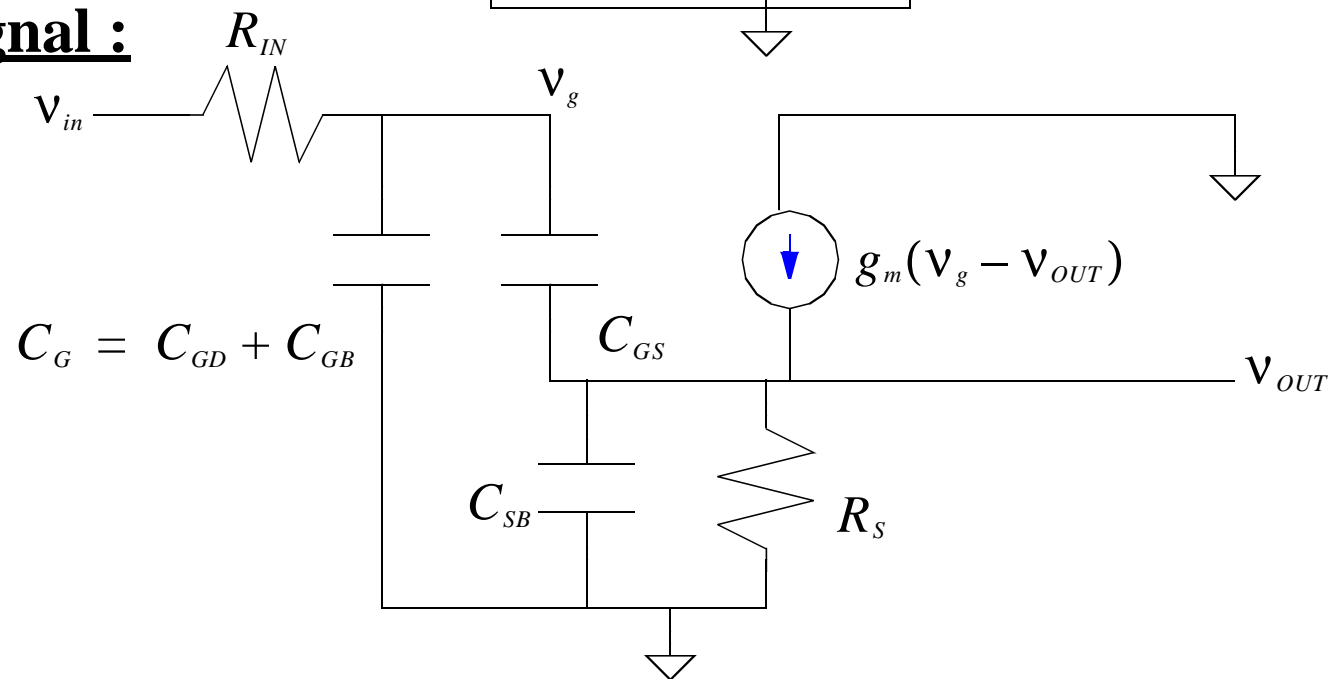 gnal :
R_IN
v_in
v_g
g_m(v_g − v_OUT)
C_G = C_GD + C_GB
C_GS
v_OUT
C_SB
R_S